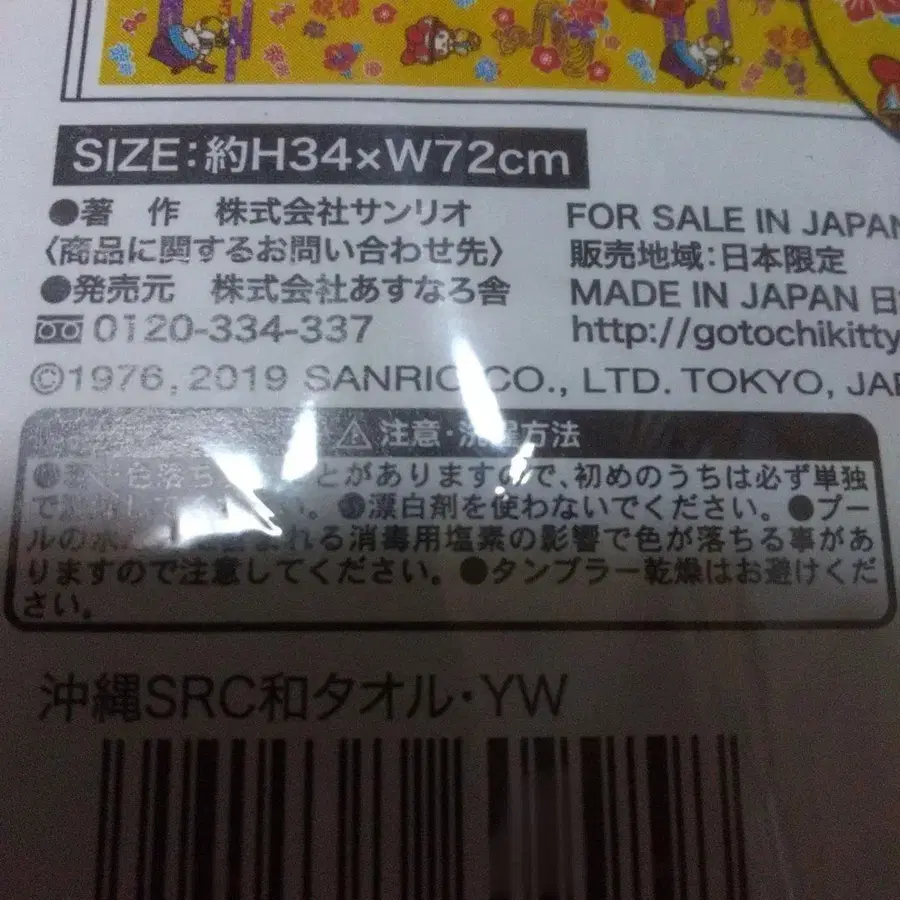 SIZE:約H34×W72cm
●著 作 株式会社サンリオ
〈商品に関するお問い合わせ先〉
●発売元 株式会社あすなろ舎
0120-334-337
FOR SALE IN JAPAN
販売地域:日本限定
MADE IN JAPAN 日
http://gotochikitty
©1976, 2019 SANRIO CO., LTD. TOKYO, JAP
⚠注意・洗濯方法
色落ち とがありますので、初めのうちは必ず単独
で 。●漂白剤を使わないでください。●プー
ルの水 まれる消毒用塩素の影響で色が落ちる事があ
りますので注意してください。●タンブラー乾燥はお避けくだ
さい。
沖縄SRC和タオル・YW